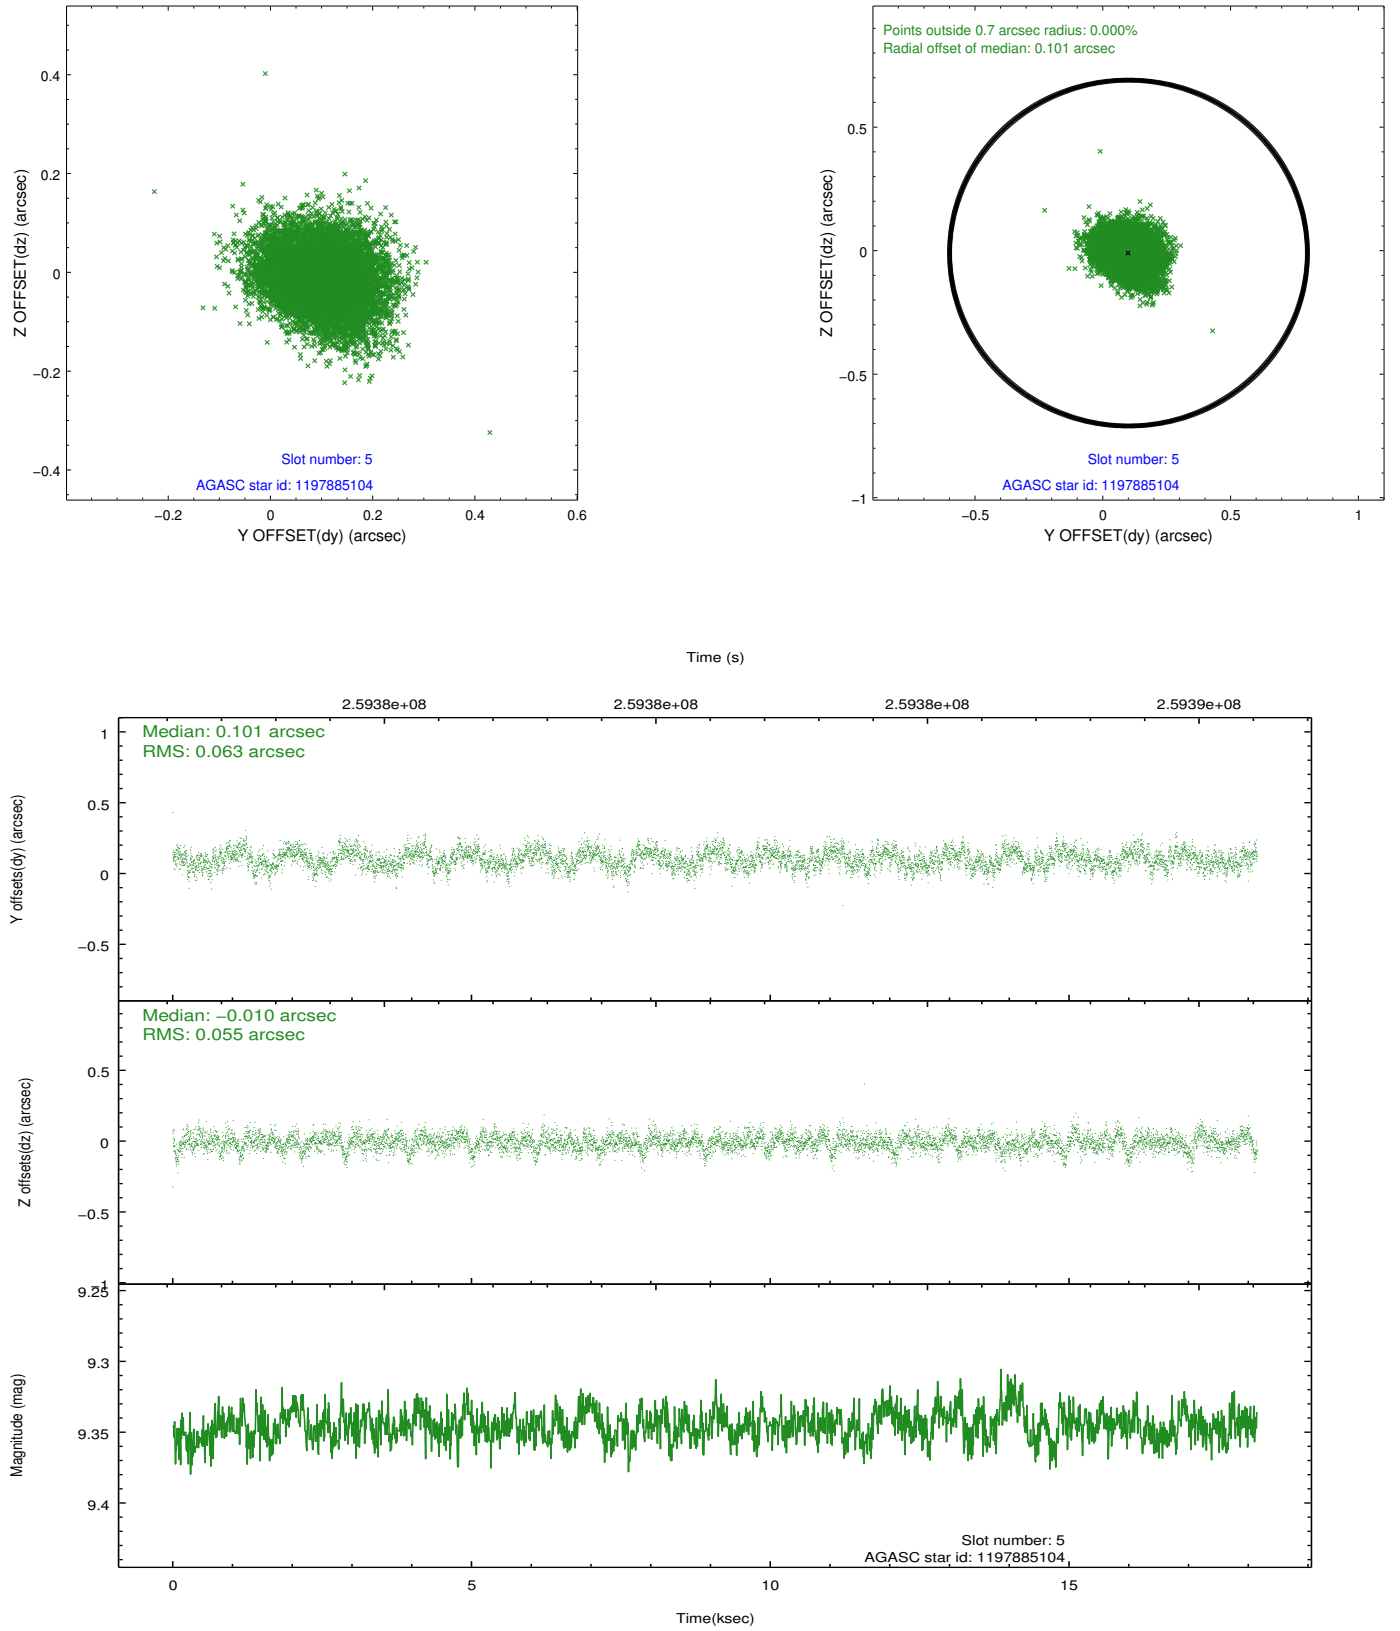 0.4
0.2
0
−0.2
−0.4
Z OFFSET(dz) (arcsec)
Slot number: 5
AGASC star id: 1197885104
−0.2 0 0.2 0.4 0.6
Y OFFSET(dy) (arcsec)
Points outside 0.7 arcsec radius: 0.000%
Radial offset of median: 0.101 arcsec
0.5
0
−0.5
−1
Z OFFSET(dz) (arcsec)
Slot number: 5
AGASC star id: 1197885104
−0.5 0 0.5 1
Y OFFSET(dy) (arcsec)
Time (s)
2.5938e+08 2.5938e+08 2.5938e+08 2.5939e+08
Median: 0.101 arcsec
RMS: 0.063 arcsec
1
0.5
0
−0.5
Y offsets(dy) (arcsec)
Median: −0.010 arcsec
RMS: 0.055 arcsec
0.5
0
−0.5
−1
Z offsets(dz) (arcsec)
9.25
9.3
9.35
9.4
Magnitude (mag)
Slot number: 5
AGASC star id: 1197885104
0 5 10 15
Time(ksec)